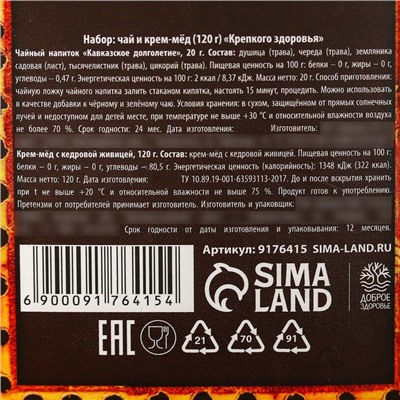 Набор: чай и крем-мёд (120 г) «Крепкого здоровья»
Чайный напиток «Кавказское долголетие», 20 г. Состав: душица (трава), череда (трава), земляника
садовая (лист), тысячелистник (трава), цикорий (трава). Пищевая ценность на 100 г: белки – 0 г, жиры – 0 г,
углеводы – 0,47 г. Энергетическая ценность на 100 г: 2 ккал / 8,37 кДж. Масса: 20 г. Способ приготовления:
чайную ложку чайного напитка залить стаканом кипятка, настоять 15 минут, процедить. Можно использовать
в качестве добавки к чёрному и зелёному чаю. Условия хранения: в сухом, защищённом от прямых солнечных
лучей и недоступном для детей месте, при температуре не выше +30 °С и относительной влажности воздуха
не более 70 %. Срок годности: 24 мес. Дата изготовления: Изготовитель:
Крем-мёд с кедровой живицей, 120 г. Состав: крем-мёд с кедровой живицей. Пищевая ценность на 100 г:
белки – 0 г, жиры – 0 г, углеводы –: 80,5 г. Энергетическая ценность (калорийность): 1348 кДж (322 ккал).
Масса: 120 г. Дата изготовления: ТУ 10.89.19-001-63593113-2017. До и после вскрытия хранить
при t не выше +20 °С и относительной влажности не выше 75 %. Продукт готов к употреблению.
Претензии от потребителей принимает изготовитель. Изготовитель и упаковщик:
Срок годности от даты изготовления и упаковывания: 12 месяцев.
Артикул: 9176415 SIMA-LAND.RU
SIMA
LAND
ДОБРОЕ
ЗДОРОВЬЕ
6 900091 764154
EAC
21 70 91